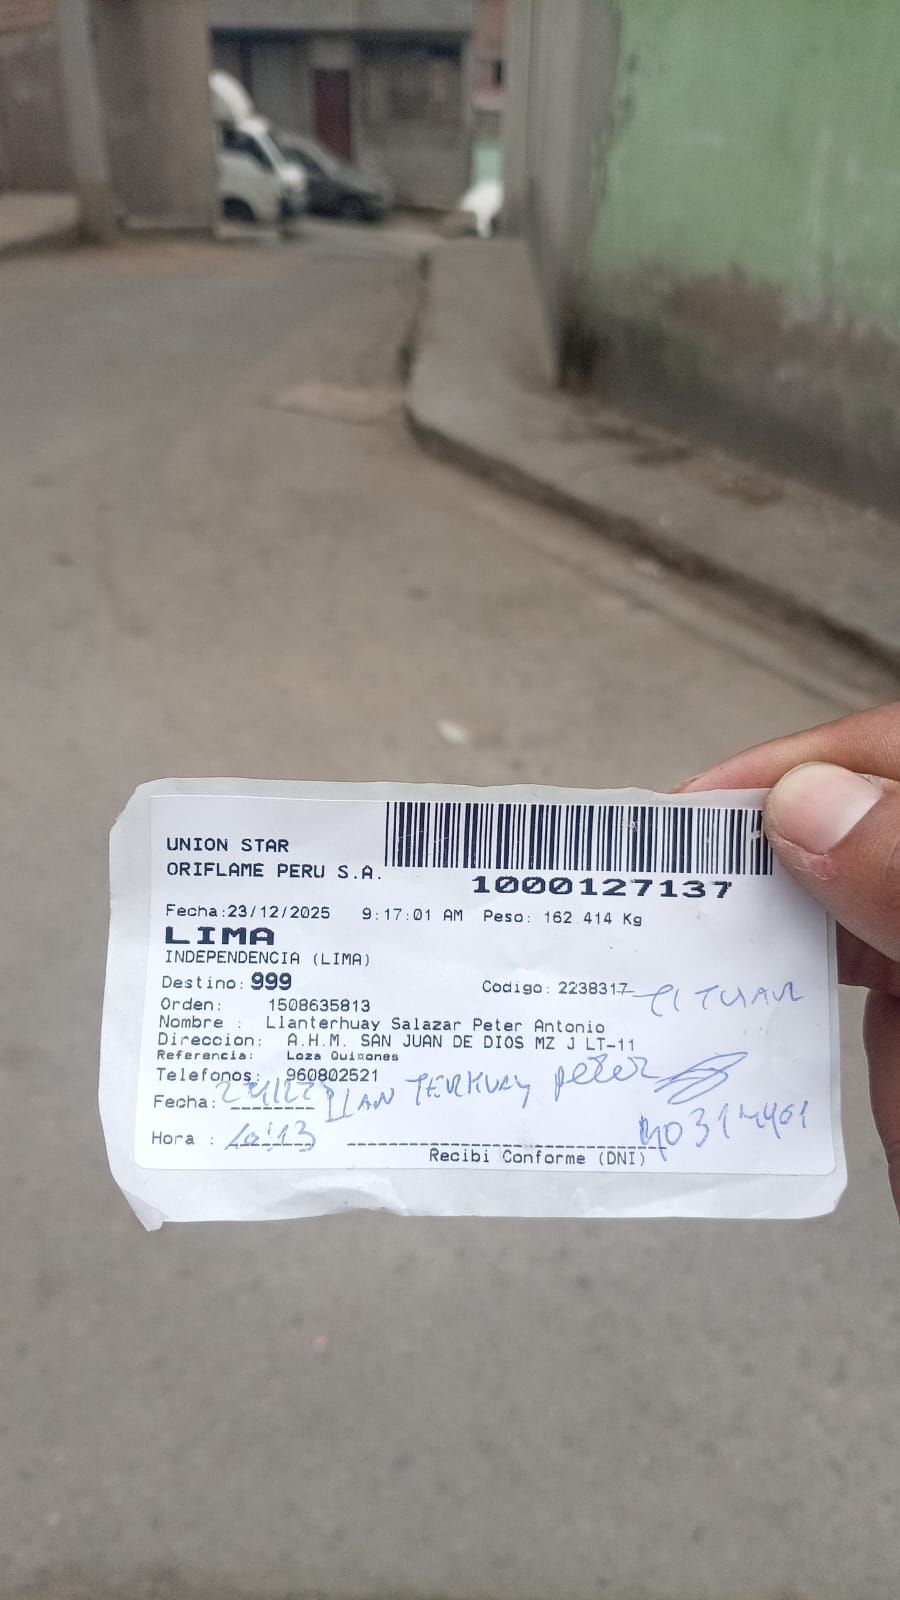 UNION STAR
ORIFLAME PERU S.A.
1000127137
Fecha:23/12/2025 9:17:01 AM Peso: 162.414 Kg
LIMA
INDEPENDENCIA (LIMA)
Destino: 999 Codigo: 2238317
Orden: 1508635813
Nombre : Llanterhuay Salazar Peter Antonio
Direccion: A.H.M. SAN JUAN DE DIOS MZ J LT-11
Referencia: Loza Quiñones
Telefonos: 960802521
Fecha: LLANTERHUAY peter
Hora :
Recibi Conforme (DNI)